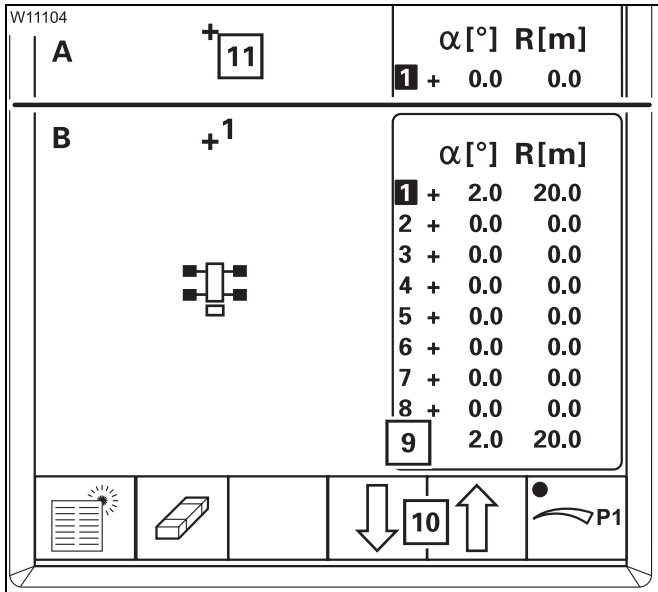 W11104
A + 11
α[°] R[m]
1 + 0.0 0.0
B +1
α[°] R[m]
1 + 2.0 20.0
2 + 0.0 0.0
3 + 0.0 0.0
4 + 0.0 0.0
5 + 0.0 0.0
6 + 0.0 0.0
7 + 0.0 0.0
8 + 0.0 0.0
9 2.0 20.0
10
P1